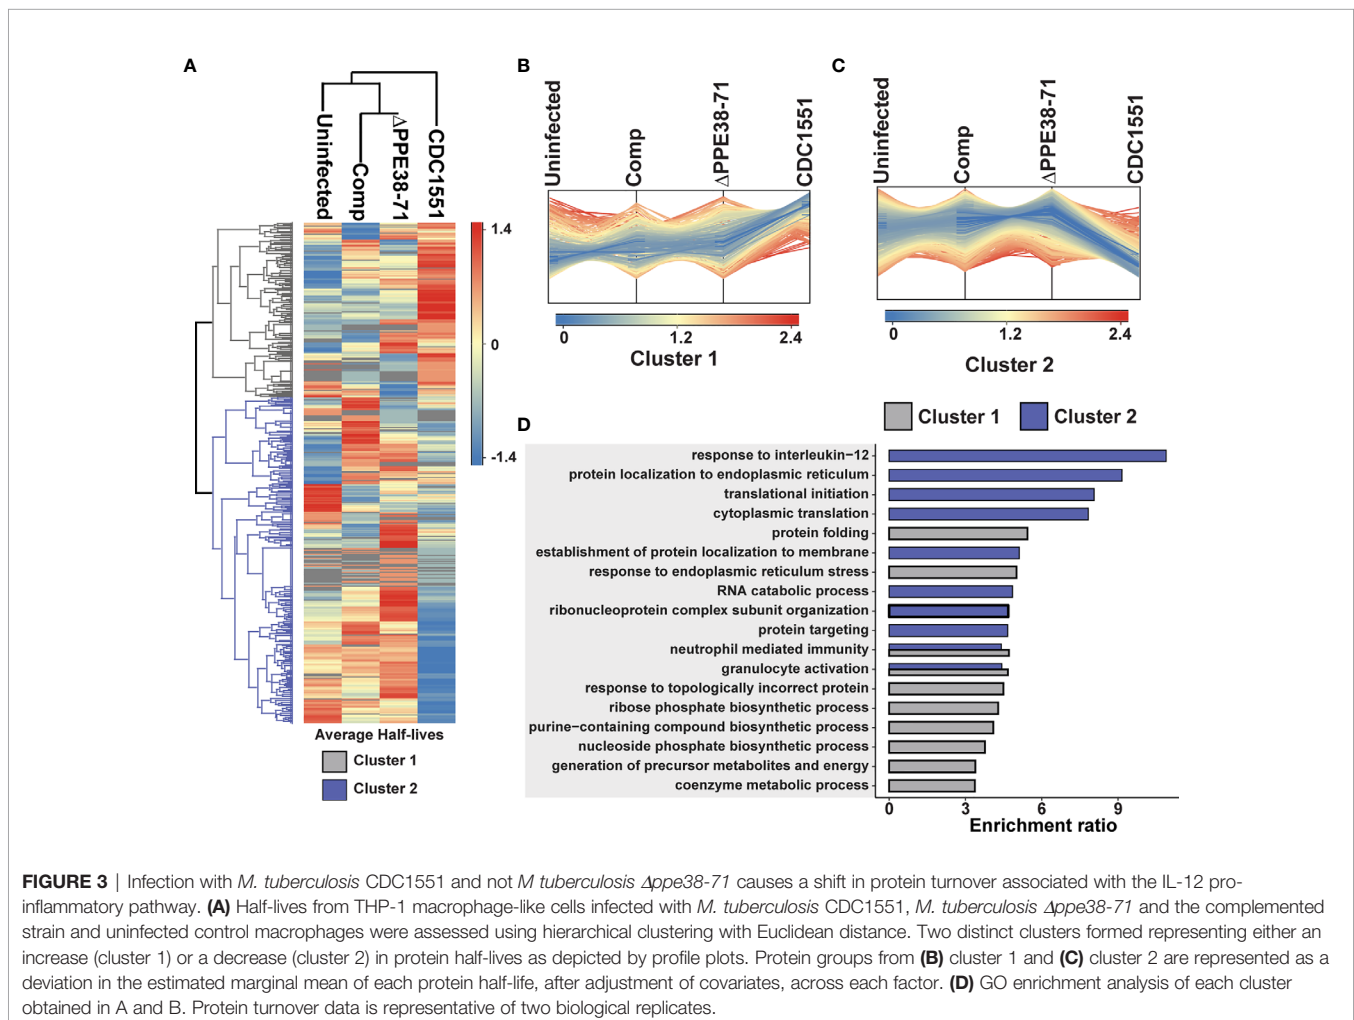 A
Uninfected
Comp
ΔPPE38-71
CDC1551
1.4
0
-1.4
Average Half-lives
Cluster 1
Cluster 2
B
Uninfected
Comp
ΔPPE38-71
CDC1551
0 1.2 2.4
Cluster 1
C
Uninfected
Comp
ΔPPE38-71
CDC1551
0 1.2 2.4
Cluster 2
D
Cluster 1 Cluster 2
response to interleukin−12
protein localization to endoplasmic reticulum
translational initiation
cytoplasmic translation
protein folding
establishment of protein localization to membrane
response to endoplasmic reticulum stress
RNA catabolic process
ribonucleoprotein complex subunit organization
protein targeting
neutrophil mediated immunity
granulocyte activation
response to topologically incorrect protein
ribose phosphate biosynthetic process
purine−containing compound biosynthetic process
nucleoside phosphate biosynthetic process
generation of precursor metabolites and energy
coenzyme metabolic process
0 3 6 9
Enrichment ratio
FIGURE 3 | Infection with M. tuberculosis CDC1551 and not M tuberculosis Δppe38-71 causes a shift in protein turnover associated with the IL-12 pro-
inflammatory pathway. (A) Half-lives from THP-1 macrophage-like cells infected with M. tuberculosis CDC1551, M. tuberculosis Δppe38-71 and the complemented
strain and uninfected control macrophages were assessed using hierarchical clustering with Euclidean distance. Two distinct clusters formed representing either an
increase (cluster 1) or a decrease (cluster 2) in protein half-lives as depicted by profile plots. Protein groups from (B) cluster 1 and (C) cluster 2 are represented as a
deviation in the estimated marginal mean of each protein half-life, after adjustment of covariates, across each factor. (D) GO enrichment analysis of each cluster
obtained in A and B. Protein turnover data is representative of two biological replicates.